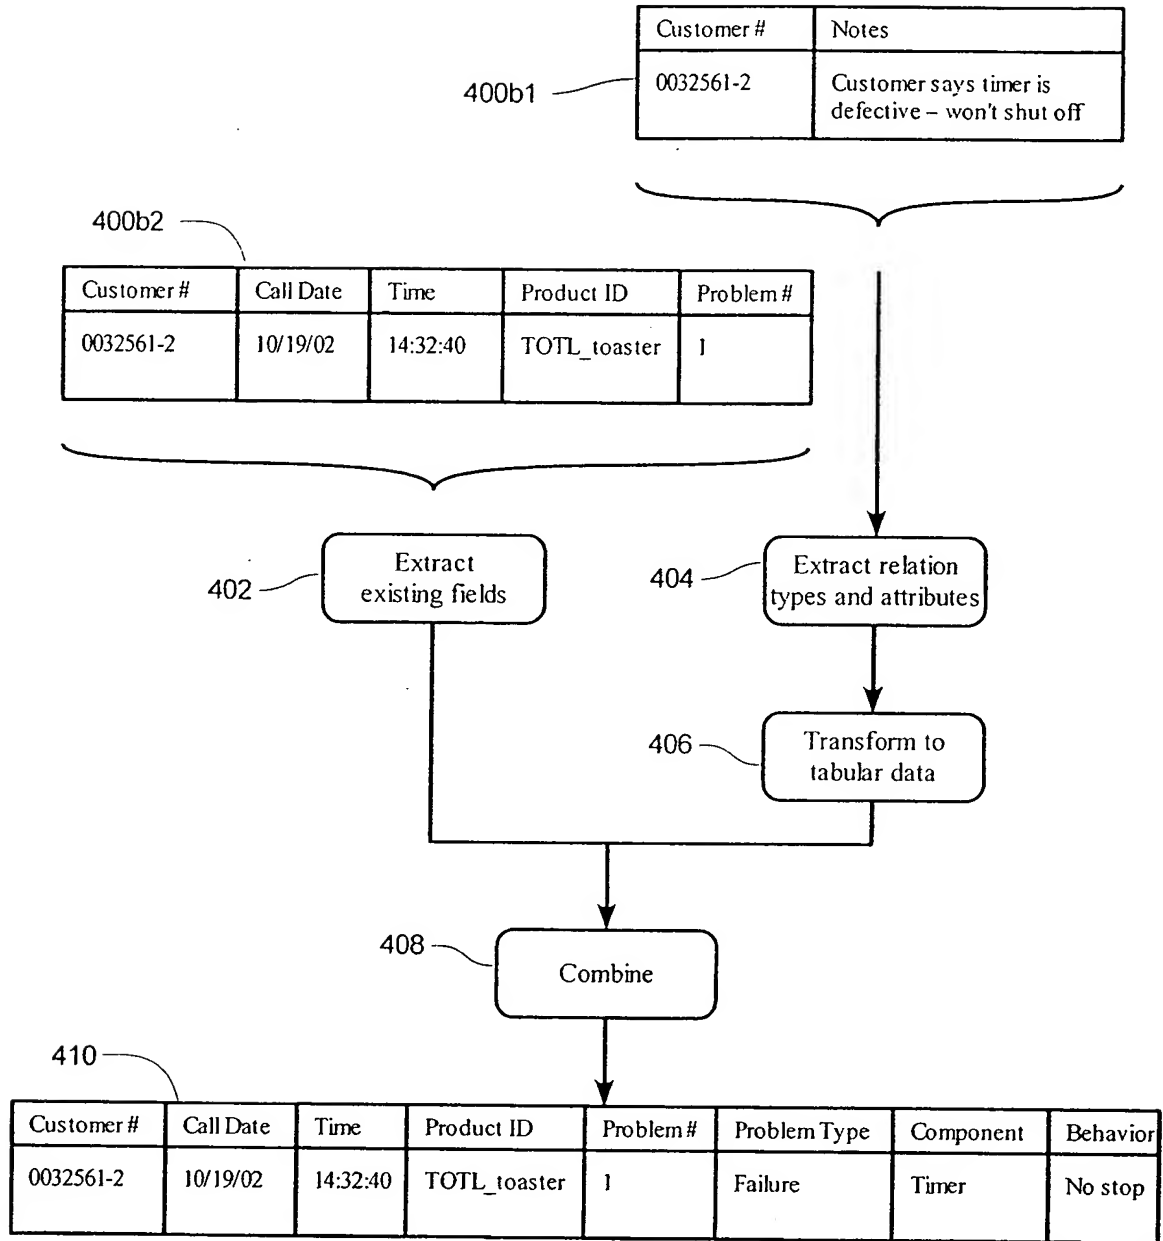 Customer # Notes
400b1
0032561-2 Customer says timer is
defective – won't shut off
400b2
Customer # Call Date Time Product ID Problem #
0032561-2 10/19/02 14:32:40 TOTL_toaster 1
402
Extract
existing fields
404
Extract relation
types and attributes
406
Transform to
tabular data
408
Combine
410
Customer # Call Date Time Product ID Problem # Problem Type Component Behavior
0032561-2 10/19/02 14:32:40 TOTL_toaster 1 Failure Timer No stop